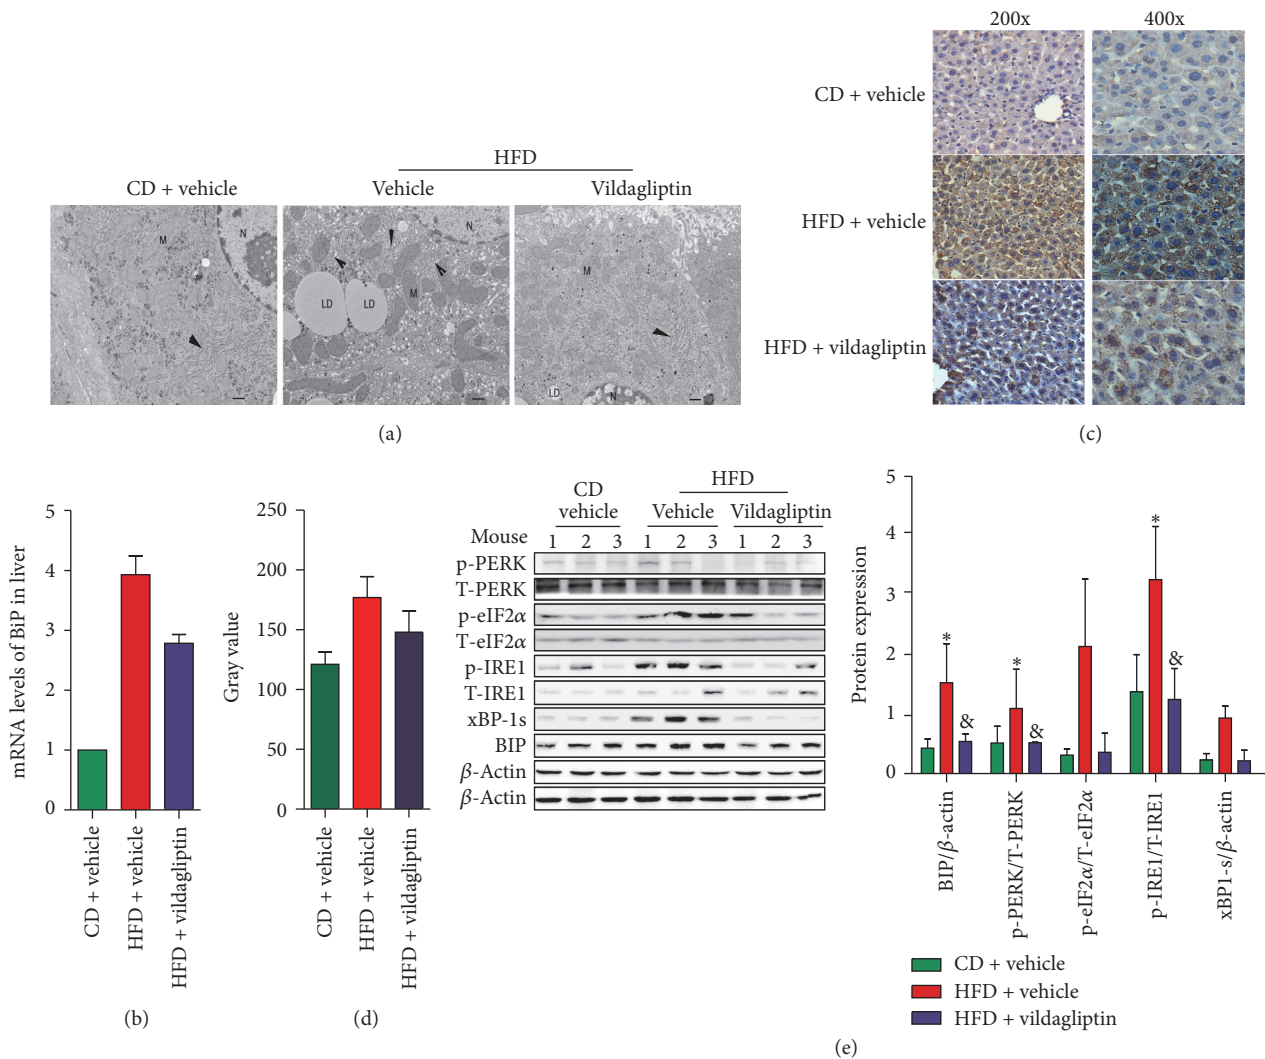 200x 400x
CD + vehicle
HFD + vehicle
HFD + vildagliptin
(c)
HFD
CD + vehicle Vehicle Vildagliptin
M N
LD LD M N
M LD N
(a)
mRNA levels of BiP in liver
5
4
3
2
1
0
CD + vehicle
HFD + vehicle
HFD + vildagliptin
(b)
Gray value
250
200
150
100
50
0
CD + vehicle
HFD + vehicle
HFD + vildagliptin
(d)
CD HFD
vehicle Vehicle Vildagliptin
Mouse 1 2 3 1 2 3 1 2 3
p-PERK
T-PERK
p-eIF2α
T-eIF2α
p-IRE1
T-IRE1
xBP-1s
BIP
β-Actin
β-Actin
Protein expression
5
4
3
2
1
0
* & * & * &
BIP/β-actin
p-PERK/T-PERK
p-eIF2α/T-eIF2α
p-IRE1/T-IRE1
xBP1-s/β-actin
CD + vehicle
HFD + vehicle
HFD + vildagliptin
(e)